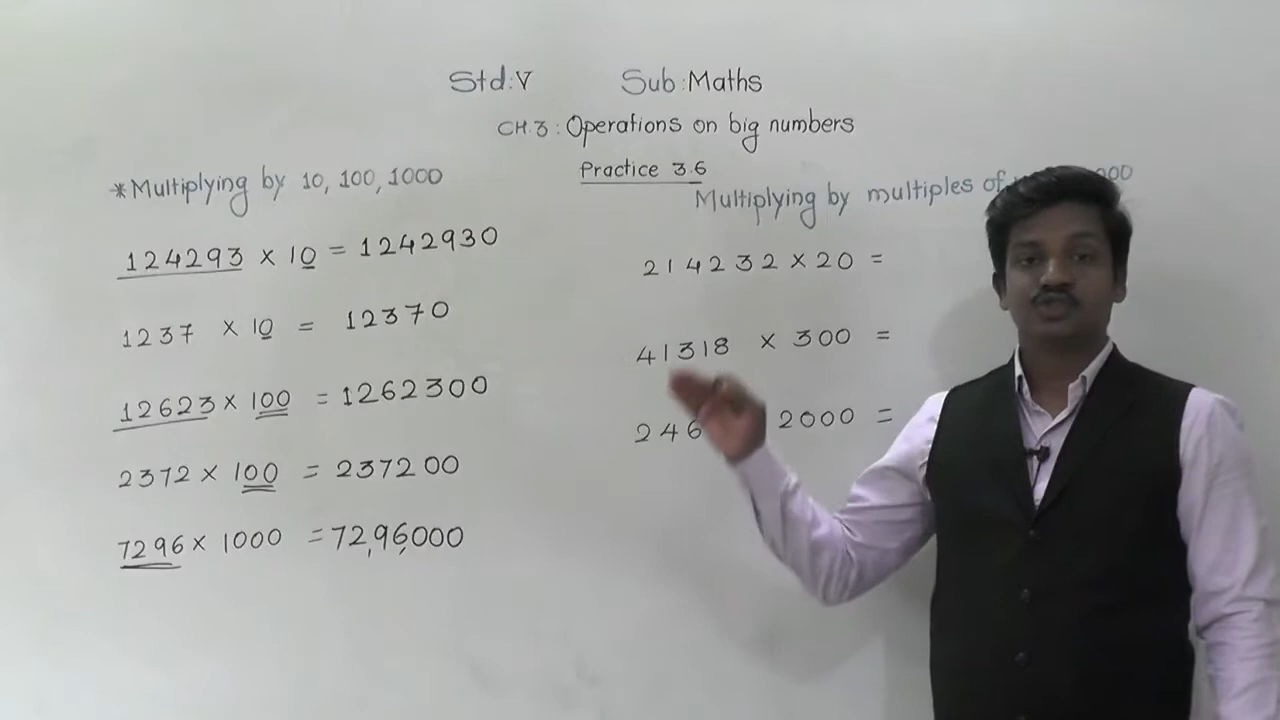 Std:V Sub:Maths
CH.3: Operations on big numbers
Practice 3.6
*Multiplying by 10, 100, 1000
124293 × 10 = 1242930
1237 × 10 = 12370
12623 × 100 = 1262300
2372 × 100 = 237200
7296 × 1000 = 72,96,000
Multiplying by multiples of
214232 × 20 =
41318 × 300 =
246 2000 =